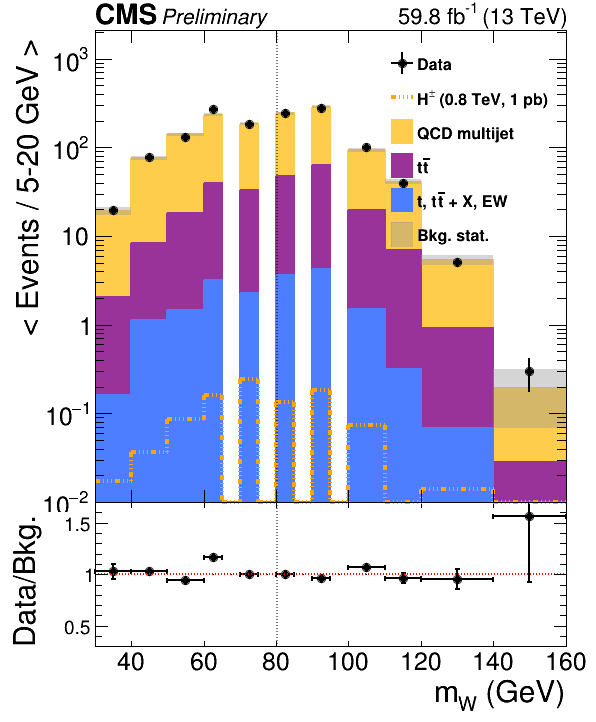 CMS Preliminary 59.8 fb⁻¹ (13 TeV)
< Events / 5-20 GeV >
10³
10²
10
1
10⁻¹
10⁻²
Data
H± (0.8 TeV, 1 pb)
QCD multijet
tt̄
t, tt̄ + X, EW
Bkg. stat.
Data/Bkg.
1.5
1
0.5
40 60 80 100 120 140 160
m_W (GeV)